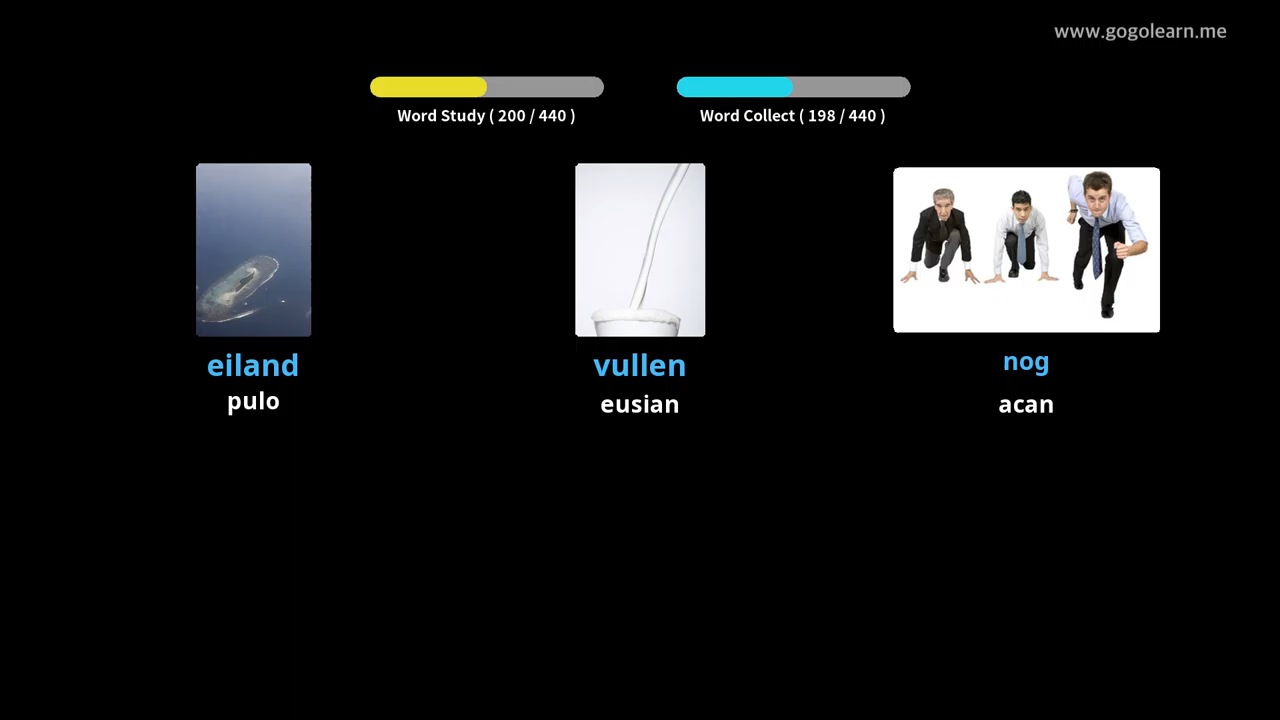 www.gogolearn.me
Word Study ( 200 / 440 )
Word Collect ( 198 / 440 )
eiland
pulo
vullen
eusian
nog
acan